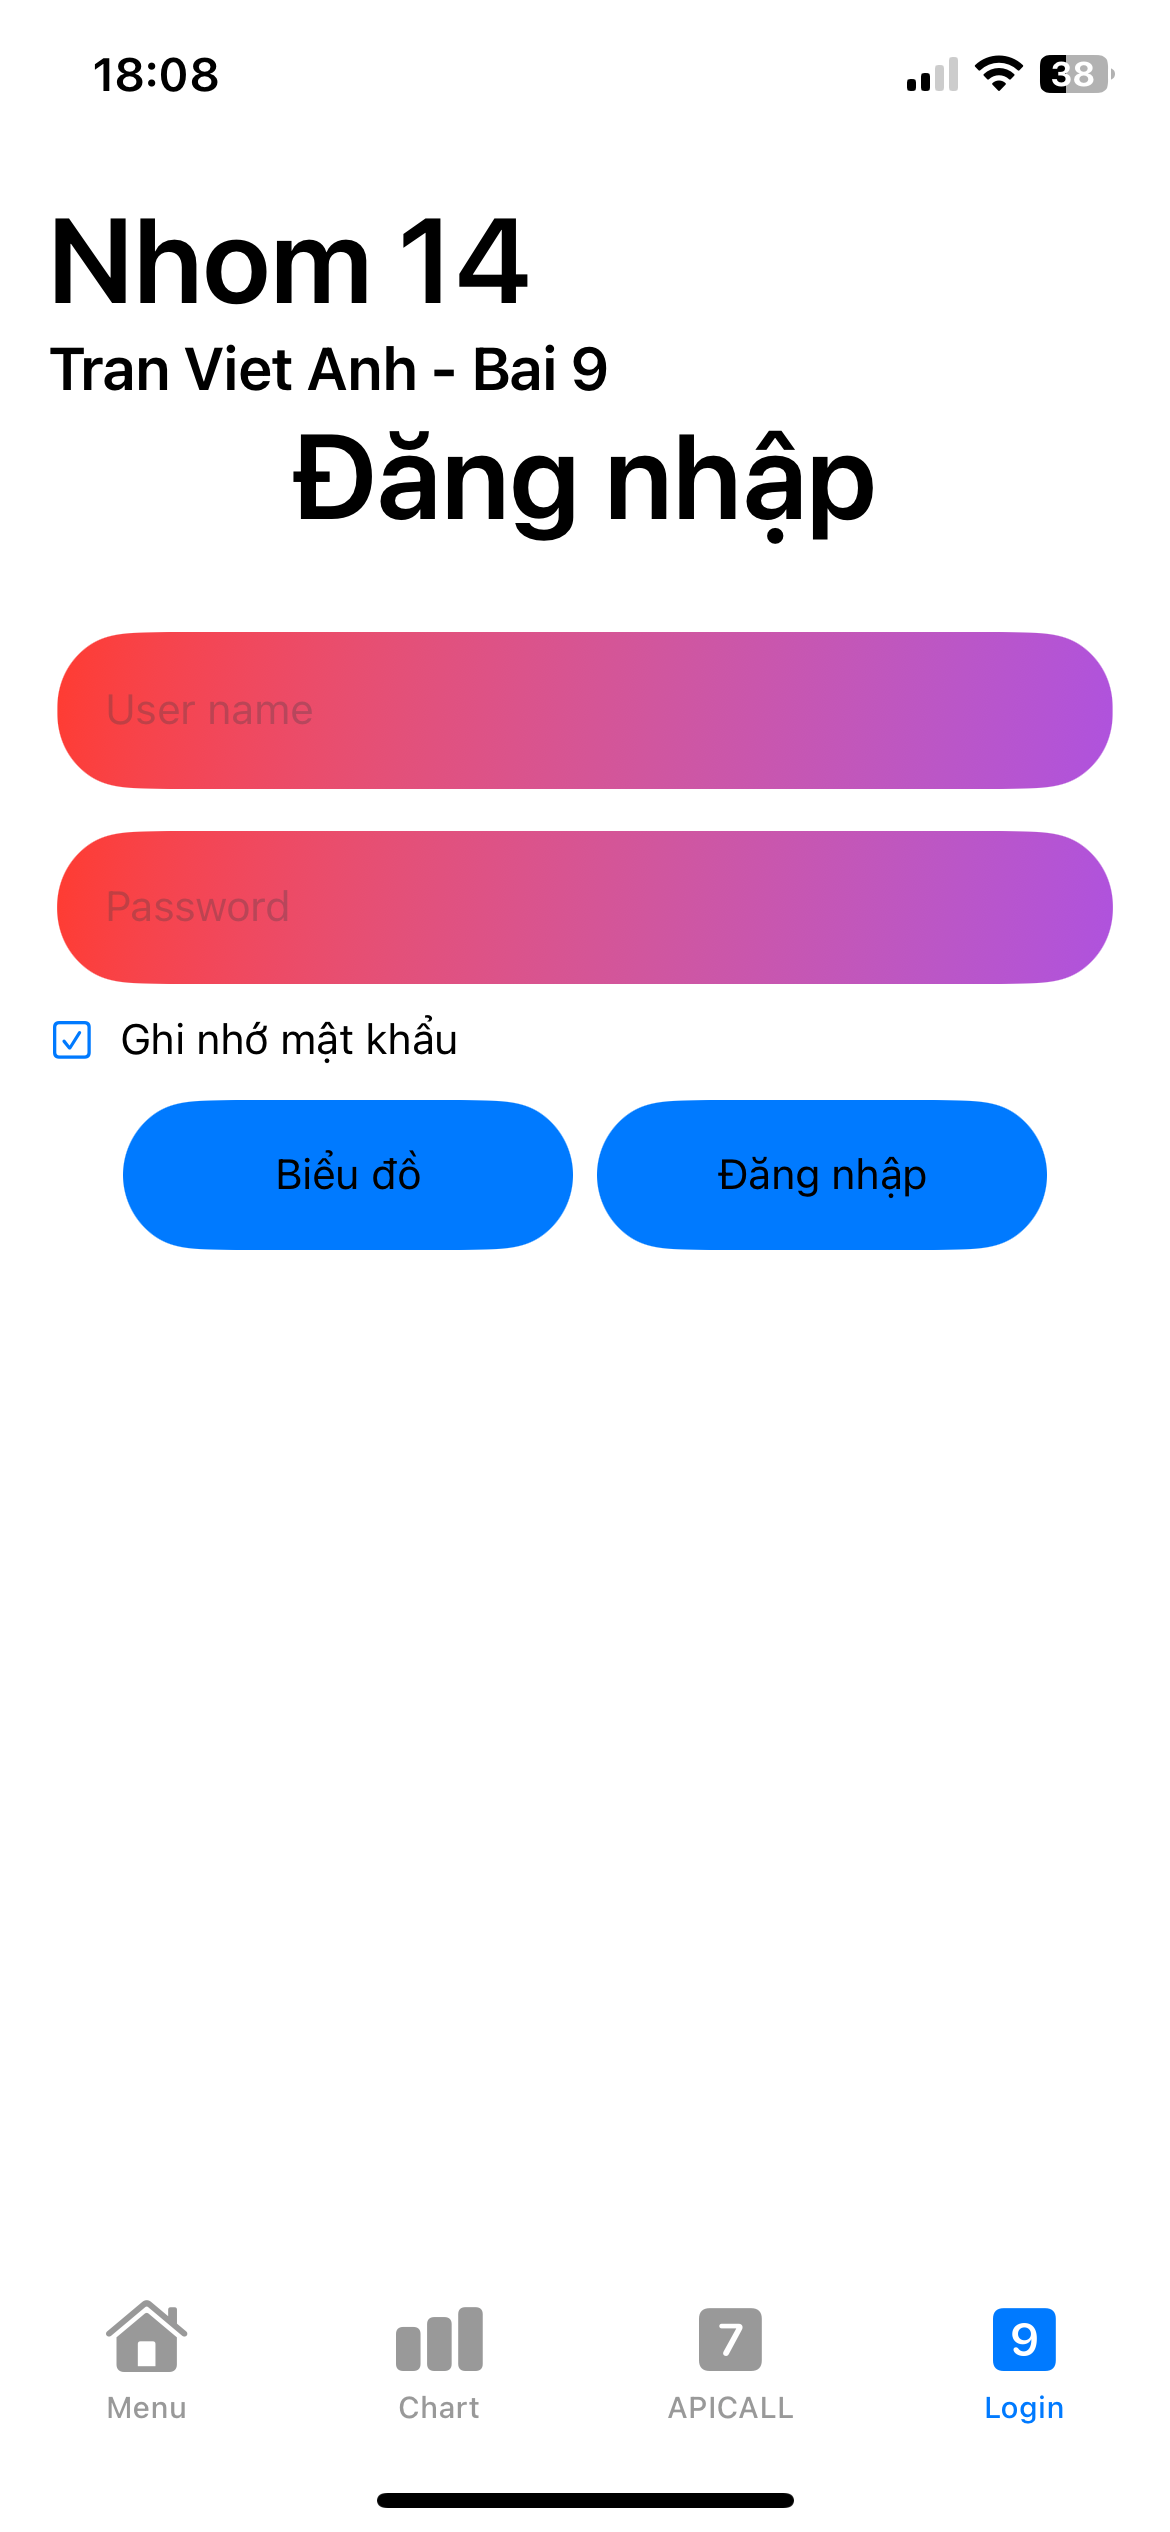 18:08 38
Nhom 14
Tran Viet Anh - Bai 9
Đăng nhập
User name
Password
Ghi nhớ mật khẩu
Biểu đồ Đăng nhập
7 9
Menu Chart APICALL Login